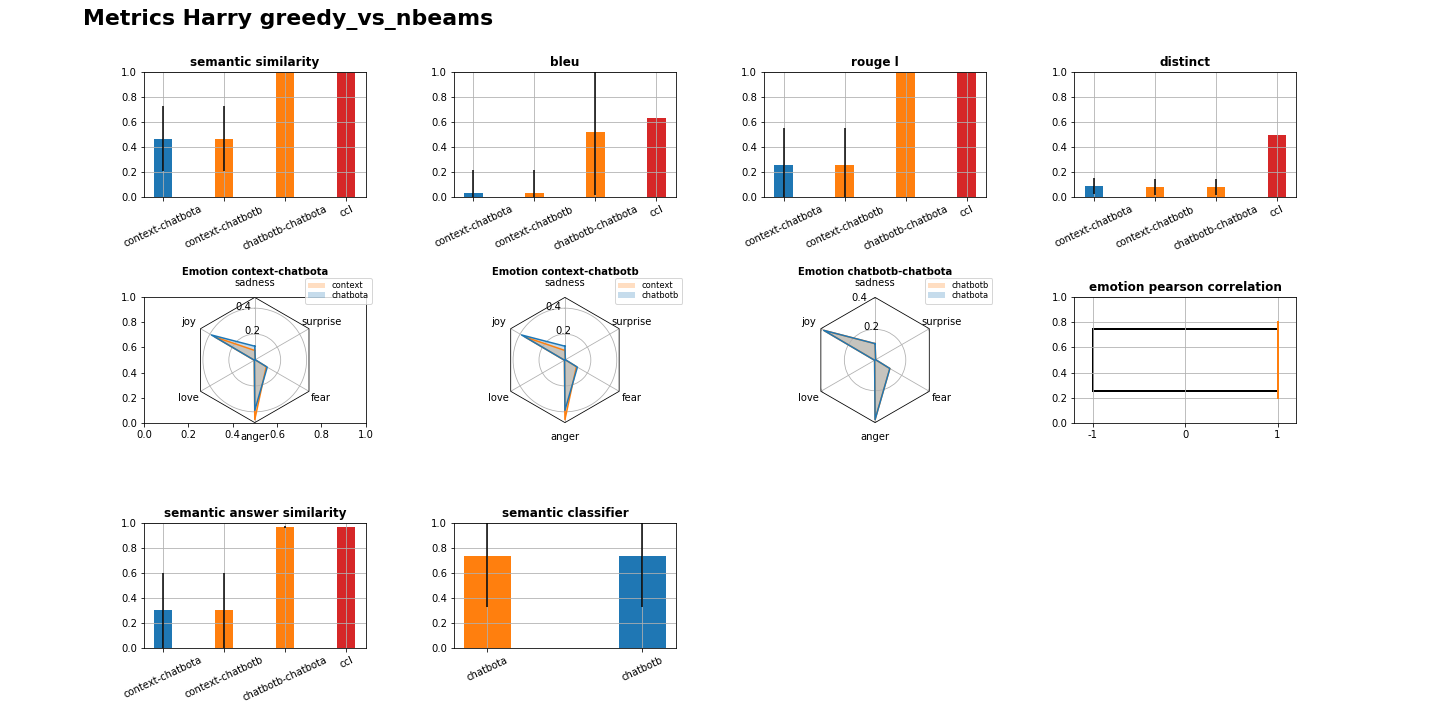 Metrics Harry greedy_vs_nbeams
semantic similarity
1.0
0.8
0.6
0.4
0.2
0.0
context-chatbota
context-chatbotb
chatbotb-chatbota
ccl
bleu
1.0
0.8
0.6
0.4
0.2
0.0
context-chatbota
context-chatbotb
chatbotb-chatbota
ccl
rouge l
1.0
0.8
0.6
0.4
0.2
0.0
context-chatbota
context-chatbotb
chatbotb-chatbota
ccl
distinct
1.0
0.8
0.6
0.4
0.2
0.0
context-chatbota
context-chatbotb
chatbotb-chatbota
ccl
Emotion context-chatbota
sadness
context
chatbota
1.0
0.8
0.6
0.4
0.2
0.0
0.4
0.2
joy
surprise
love
fear
anger
0.0
0.2
0.4
0.6
0.8
1.0
Emotion context-chatbotb
sadness
context
chatbotb
0.4
0.2
joy
surprise
love
fear
anger
Emotion chatbotb-chatbota
sadness
chatbotb
chatbota
0.4
0.2
joy
surprise
love
fear
anger
emotion pearson correlation
1.0
0.8
0.6
0.4
0.2
0.0
-1
0
1
semantic answer similarity
1.0
0.8
0.6
0.4
0.2
0.0
context-chatbota
context-chatbotb
chatbotb-chatbota
ccl
semantic classifier
1.0
0.8
0.6
0.4
0.2
0.0
chatbota
chatbotb